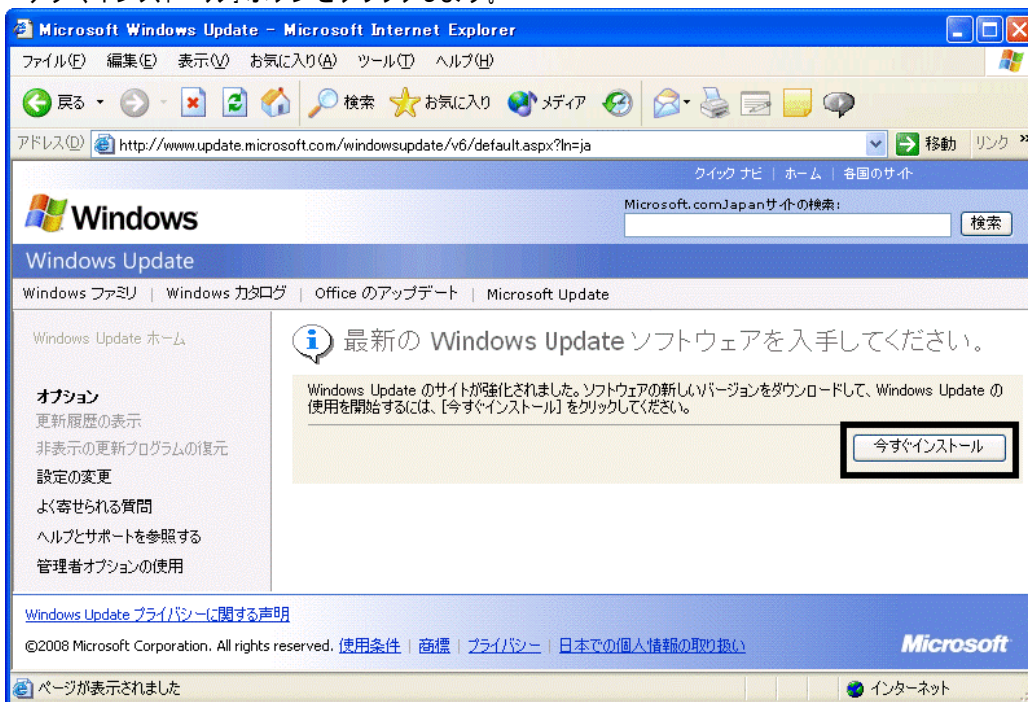 Microsoft Windows Update - Microsoft Internet Explorer
ファイル(F) 編集(E) 表示(V) お気に入り(A) ツール(T) ヘルプ(H)
戻る 検索 お気に入り メディア
アドレス(D) http://www.update.microsoft.com/windowsupdate/v6/default.aspx?ln=ja 移動 リンク »
クイック ナビ | ホーム | 各国のサイト
Windows
Microsoft.comJapanサイトの検索:
検索
Windows Update
Windows ファミリ | Windows カタログ | Office のアップデート | Microsoft Update
Windows Update ホーム
オプション
更新履歴の表示
非表示の更新プログラムの復元
設定の変更
よく寄せられる質問
ヘルプとサポートを参照する
管理者オプションの使用
最新の Windows Update ソフトウェアを入手してください。
Windows Update のサイトが強化されました。ソフトウェアの新しいバージョンをダウンロードして、Windows Update の
使用を開始するには、[今すぐインストール] をクリックしてください。
今すぐインストール
Windows Update プライバシーに関する声明
©2008 Microsoft Corporation. All rights reserved. 使用条件 | 商標 | プライバシー | 日本での個人情報の取り扱い
Microsoft
ページが表示されました インターネット